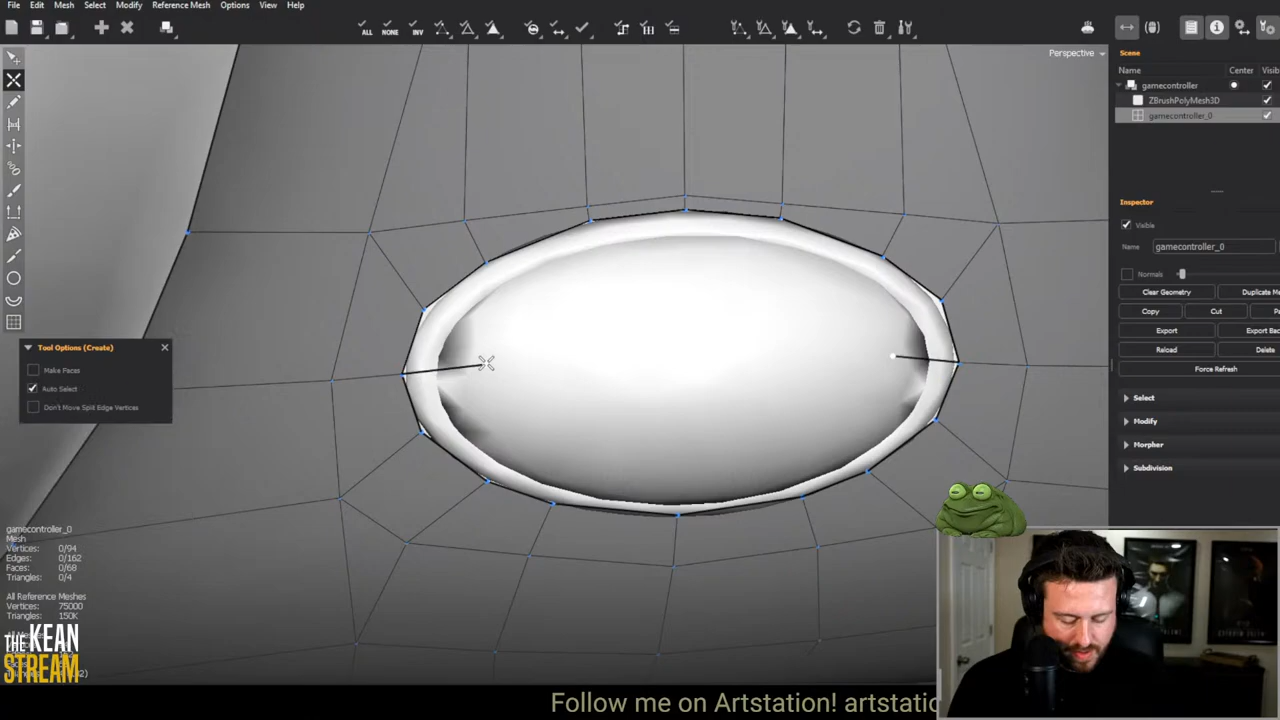 File Edit Mesh Select Modify Reference Mesh Options View Help
ALL NONE INV
Perspective
Scene
Name Center Visib
gamecontroller
ZBrushPolyMesh3D
gamecontroller_0
Inspector
Visible
Name gamecontroller_0
Normals
Clear Geometry Duplicate Me
Copy Cut Pa
Export Export Bac
Reload Delete
Force Refresh
Select
Modify
Morpher
Subdivision
Tool Options (Create)
Make Faces
Auto Select
Don't Move Split Edge Vertices
gamecontroller_0
Mesh
Vertices: 0/94
Edges: 0/162
Faces: 0/68
Triangles: 0/4
All Reference Meshes
Vertices: 75000
Triangles: 150K
THE KEAN
STREAM
Follow me on Artstation! artstatio